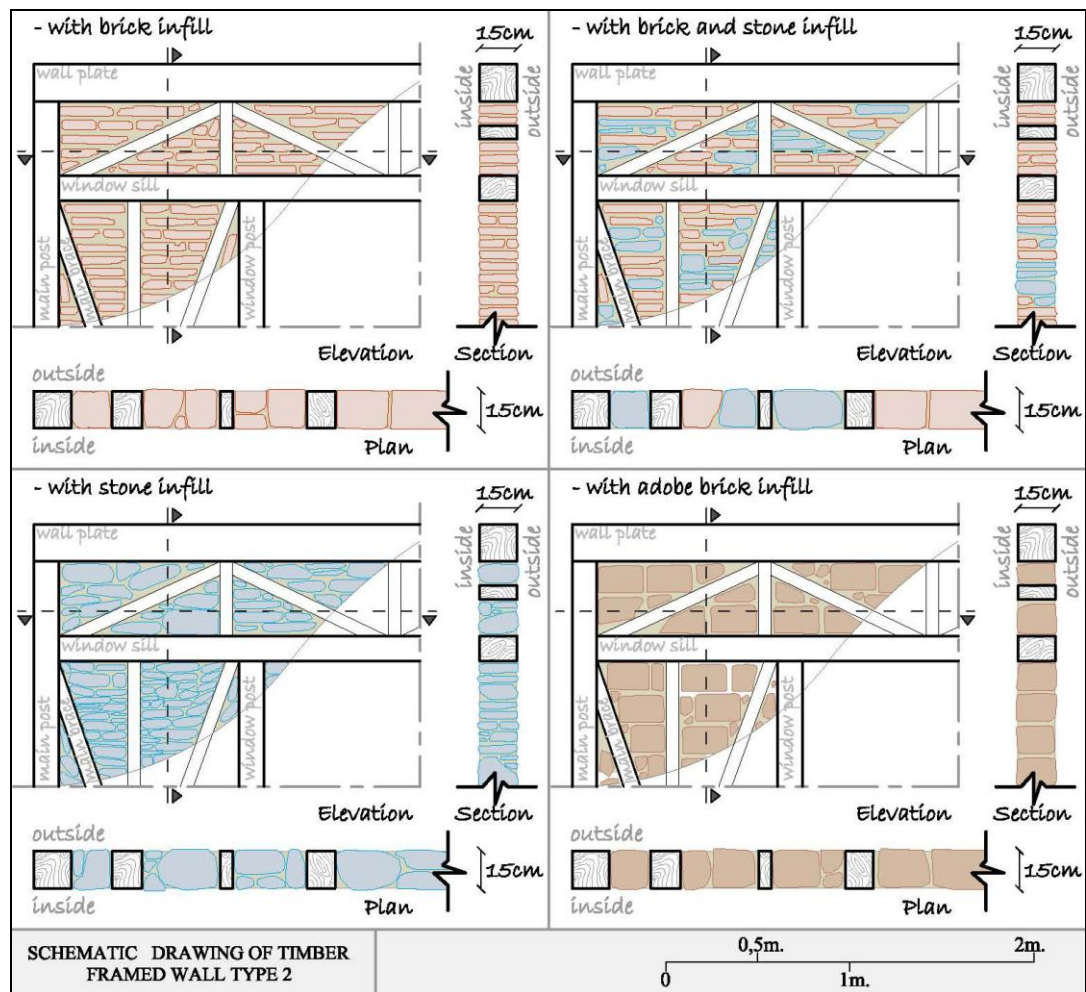 - with brick infill
15cm
wall plate
inside
outside
window sill
main post
main brace
window post
Elevation
Section
outside
15cm
inside
Plan
- with brick and stone infill
15cm
wall plate
inside
outside
window sill
main post
main brace
window post
Elevation
Section
outside
15cm
inside
Plan
- with stone infill
15cm
wall plate
inside
outside
window sill
main post
main brace
window post
Elevation
Section
outside
15cm
inside
Plan
- with adobe brick infill
15cm
wall plate
inside
outside
window sill
main post
main brace
window post
Elevation
Section
outside
15cm
inside
Plan
SCHEMATIC DRAWING OF TIMBER
FRAMED WALL TYPE 2
0,5m. 2m.
0 1m.